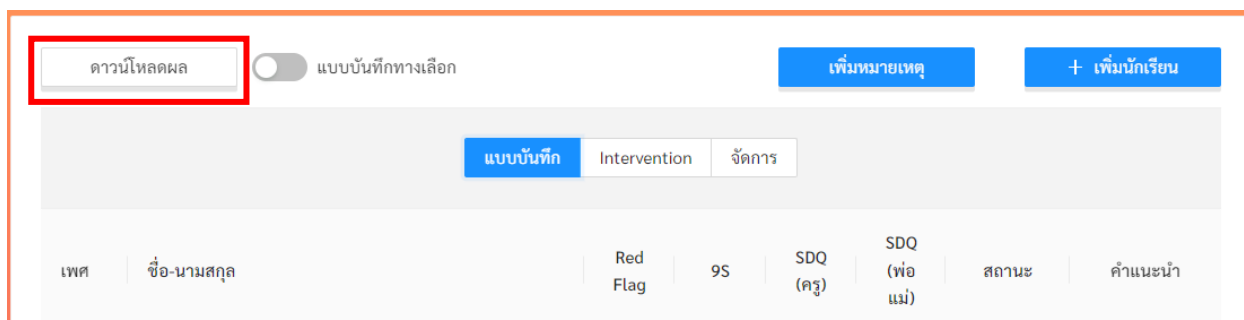 ดาวน์โหลดผล แบบบันทึกทางเลือก เพิ่มหมายเหตุ + เพิ่มนักเรียน
แบบบันทึก Intervention จัดการ
เพศ ชื่อ-นามสกุล Red Flag 9S SDQ (ครู) SDQ (พ่อแม่) สถานะ คำแนะนำ